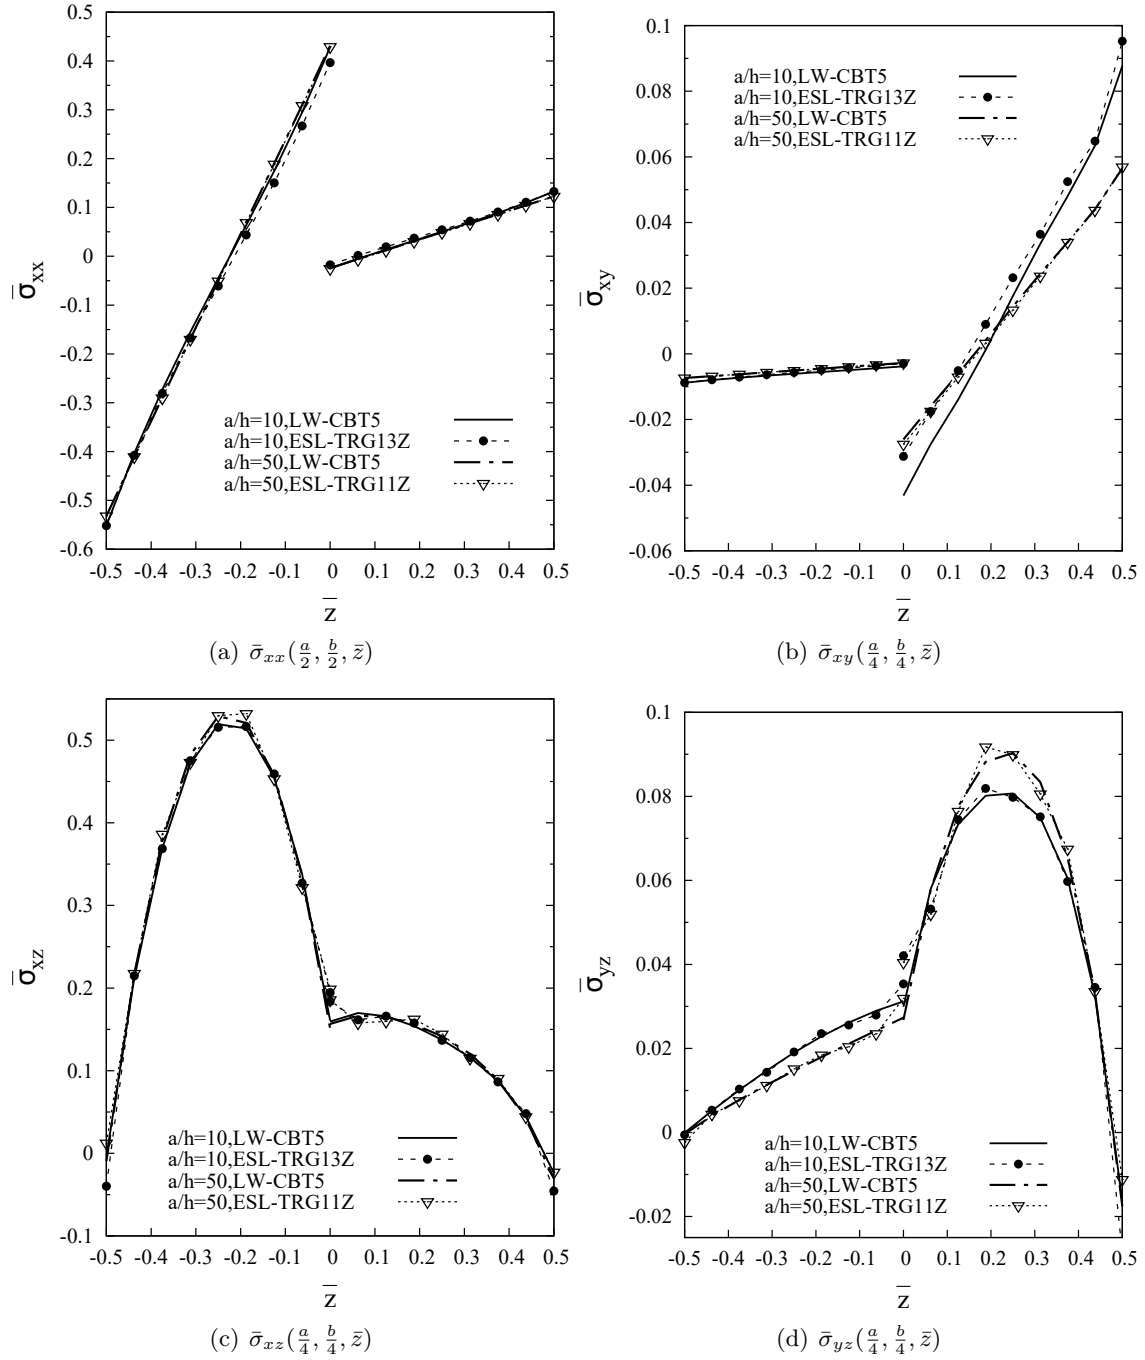 0.5
0.4
0.3
0.2
0.1
0
-0.1
-0.2
-0.3
-0.4
-0.5
-0.6
σ̅xx
a/h=10,LW-CBT5
a/h=10,ESL-TRG13Z
a/h=50,LW-CBT5
a/h=50,ESL-TRG11Z
-0.5 -0.4 -0.3 -0.2 -0.1 0 0.1 0.2 0.3 0.4 0.5
z̅
(a) σ̄xx(a/2, b/2, z̄)
0.1
0.08
0.06
0.04
0.02
0
-0.02
-0.04
-0.06
σ̅xy
a/h=10,LW-CBT5
a/h=10,ESL-TRG13Z
a/h=50,LW-CBT5
a/h=50,ESL-TRG11Z
-0.5 -0.4 -0.3 -0.2 -0.1 0 0.1 0.2 0.3 0.4 0.5
z̅
(b) σ̄xy(a/4, b/4, z̄)
0.5
0.4
0.3
0.2
0.1
0
-0.1
σ̅xz
a/h=10,LW-CBT5
a/h=10,ESL-TRG13Z
a/h=50,LW-CBT5
a/h=50,ESL-TRG11Z
-0.5 -0.4 -0.3 -0.2 -0.1 0 0.1 0.2 0.3 0.4 0.5
z̅
(c) σ̄xz(a/4, b/4, z̄)
0.1
0.08
0.06
0.04
0.02
0
-0.02
σ̅yz
a/h=10,LW-CBT5
a/h=10,ESL-TRG13Z
a/h=50,LW-CBT5
a/h=50,ESL-TRG11Z
-0.5 -0.4 -0.3 -0.2 -0.1 0 0.1 0.2 0.3 0.4 0.5
z̅
(d) σ̄yz(a/4, b/4, z̄)